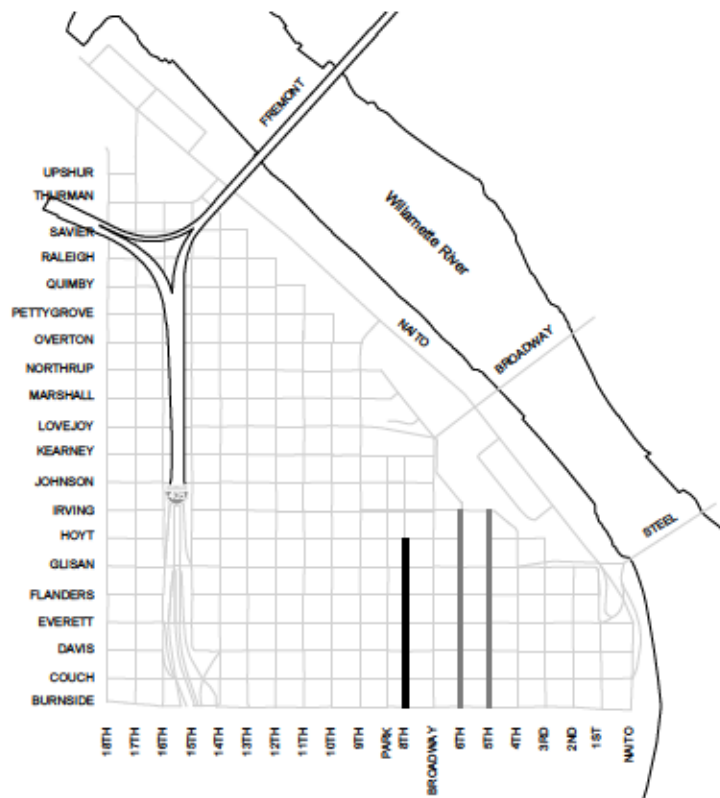 FREMONT
UPSHUR
THURMAN
Willamette River
SAVIER
RALEIGH
QUIMBY
PETTYGROVE
NAITO
BROADWAY
OVERTON
NORTHRUP
MARSHALL
LOVEJOY
KEARNEY
JOHNSON
IRVING
STEEL
HOYT
GLISAN
FLANDERS
EVERETT
DAVIS
COUCH
BURNSIDE
18TH
17TH
16TH
15TH
14TH
13TH
12TH
11TH
10TH
9TH
PARK
8TH
BROADWAY
6TH
5TH
4TH
3RD
2ND
1ST
NAITO